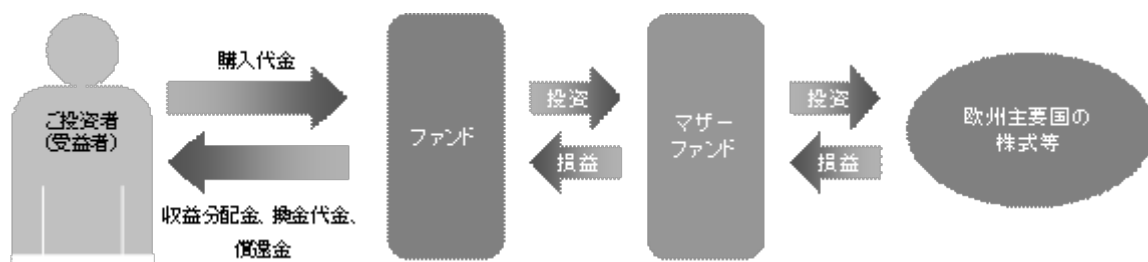 ご投資者
(受益者)
購入代金
収益分配金、換金代金、
償還金
ファンド
投資
損益
マザー
ファンド
投資
損益
欧州主要国の
株式等